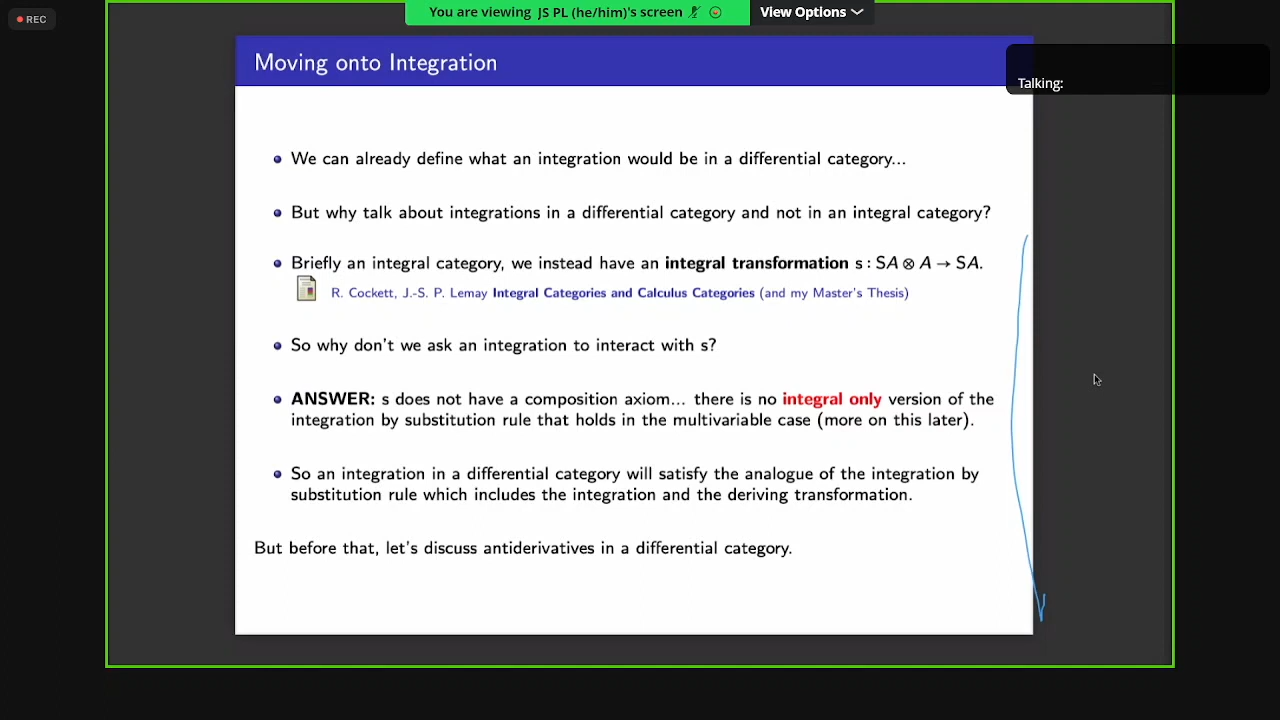 REC
You are viewing JS PL (he/him)'s screen
View Options
Moving onto Integration
Talking:
We can already define what an integration would be in a differential category...
But why talk about integrations in a differential category and not in an integral category?
Briefly an integral category, we instead have an integral transformation s : SA ⊗ A → SA.
R. Cockett, J.-S. P. Lemay Integral Categories and Calculus Categories (and my Master's Thesis)
So why don't we ask an integration to interact with s?
ANSWER: s does not have a composition axiom... there is no integral only version of the
integration by substitution rule that holds in the multivariable case (more on this later).
So an integration in a differential category will satisfy the analogue of the integration by
substitution rule which includes the integration and the deriving transformation.
But before that, let's discuss antiderivatives in a differential category.